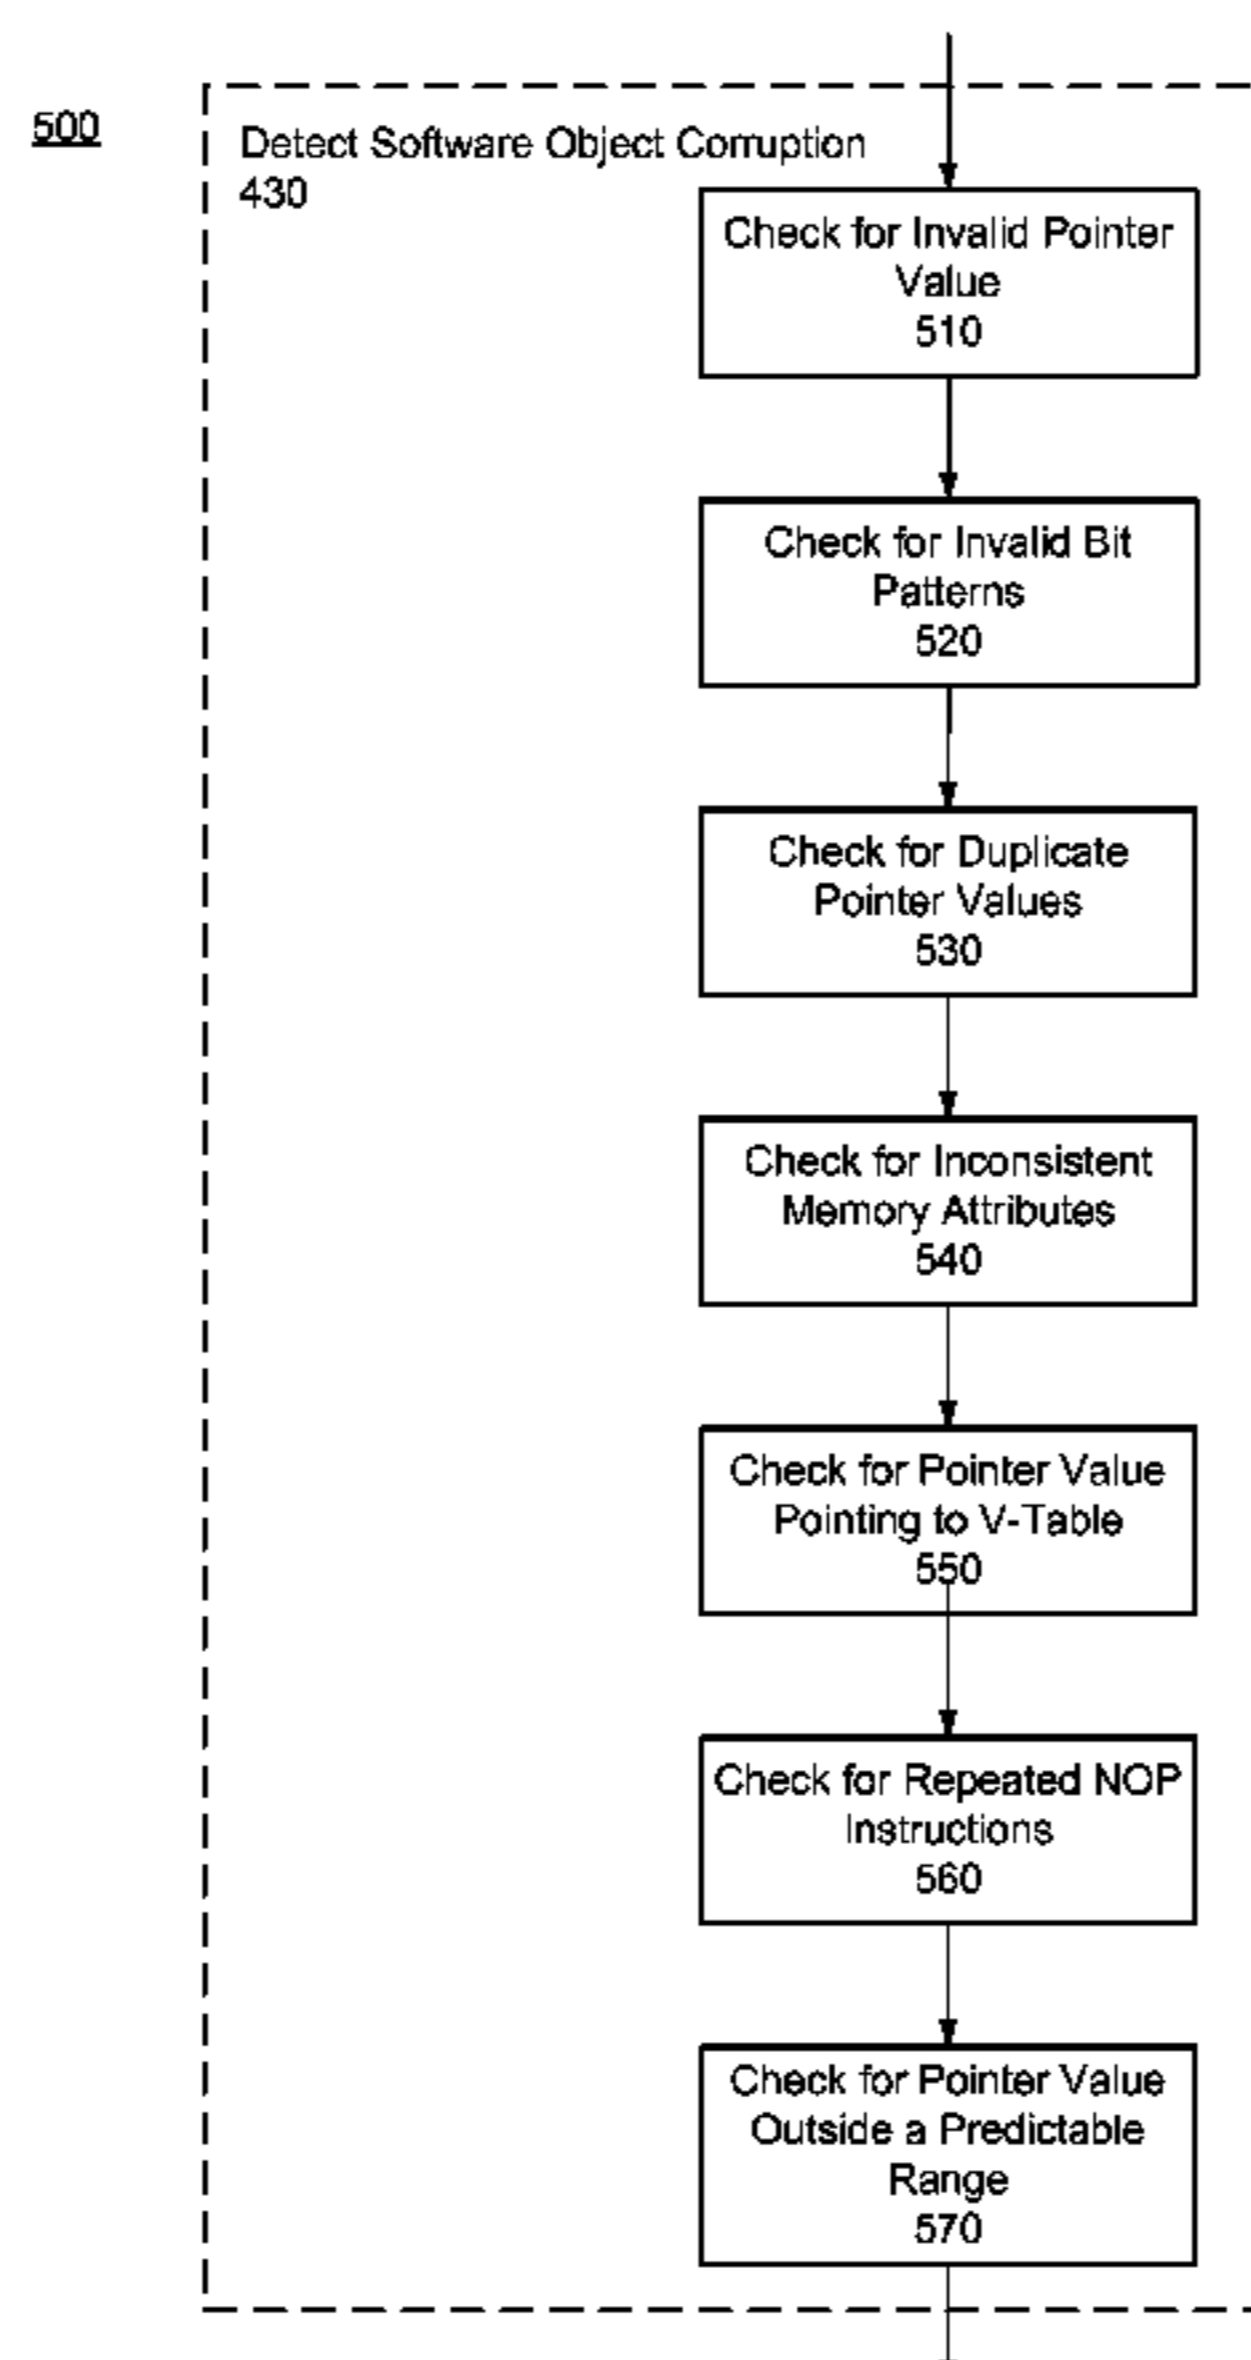 500
Detect Software Object Corruption
430
Check for Invalid Pointer
Value
510
Check for Invalid Bit
Patterns
520
Check for Duplicate
Pointer Values
530
Check for Inconsistent
Memory Attributes
540
Check for Pointer Value
Pointing to V-Table
550
Check for Repeated NOP
Instructions
560
Check for Pointer Value
Outside a Predictable
Range
570